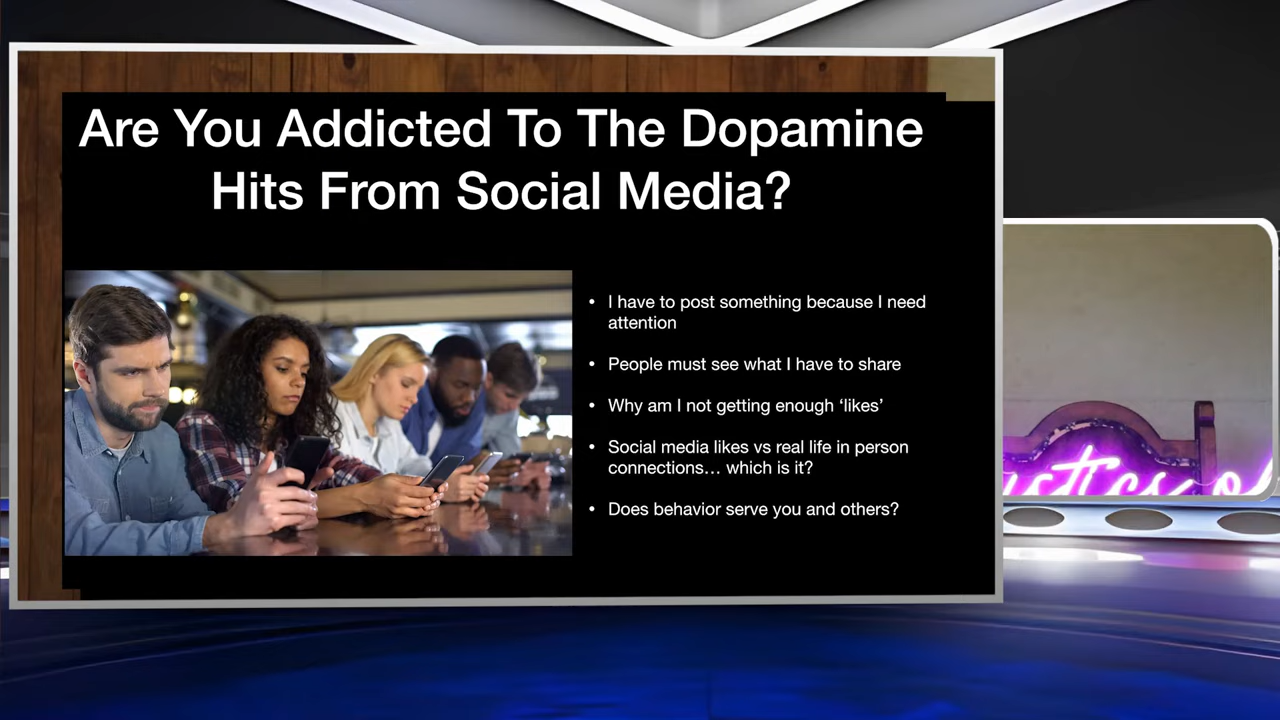 Are You Addicted To The Dopamine
Hits From Social Media?
• I have to post something because I need
attention
• People must see what I have to share
• Why am I not getting enough ‘likes’
• Social media likes vs real life in person
connections... which is it?
• Does behavior serve you and others?